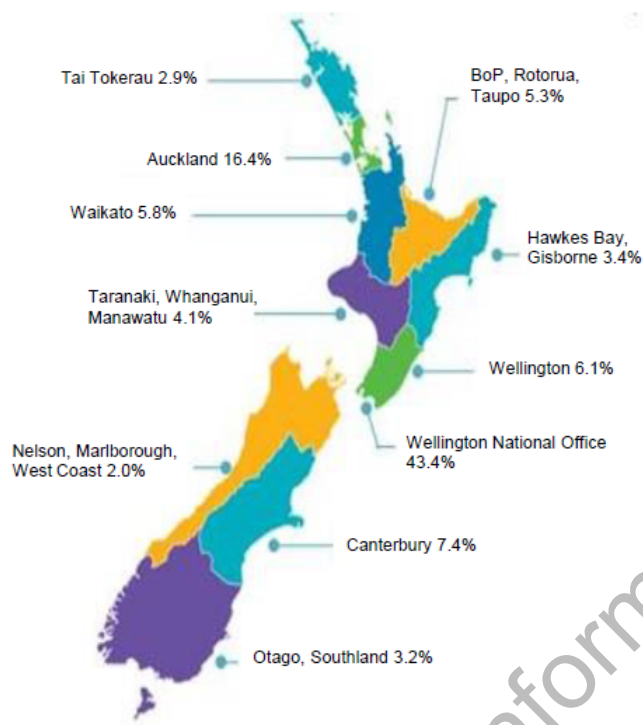 Tai Tokerau 2.9%
BoP, Rotorua,
Taupo 5.3%
Auckland 16.4%
Waikato 5.8%
Hawkes Bay,
Gisborne 3.4%
Taranaki, Whanganui,
Manawatu 4.1%
Wellington 6.1%
Wellington National Office
43.4%
Nelson, Marlborough,
West Coast 2.0%
Canterbury 7.4%
Otago, Southland 3.2%